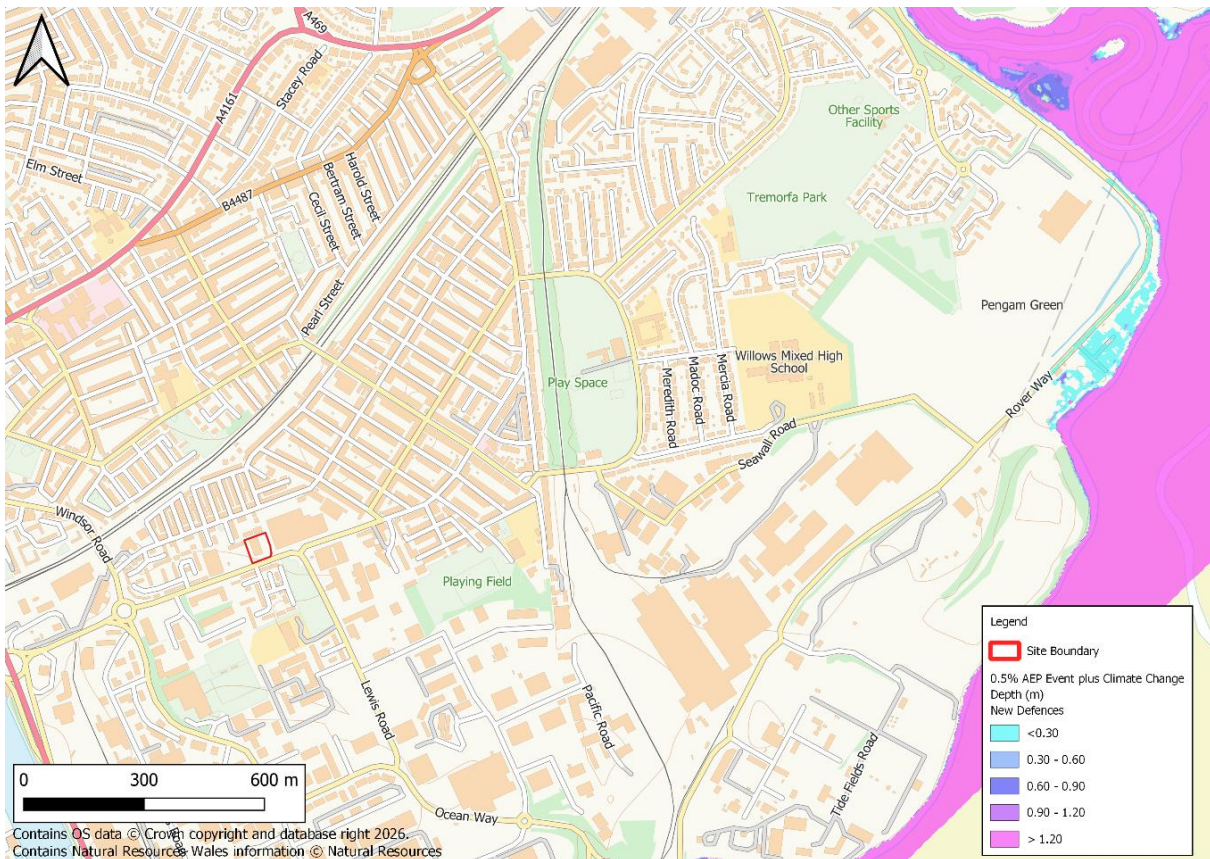 A469
Stacey Road
A4161
Other Sports
Facility
Elm Street
Harold Street
Bertram Street
Cecil Street
B4487
Tremorfa Park
Pearl Street
Pengam Green
Willows Mixed High
School
Play Space
Mercia Road
Madoc Road
Meredith Road
Rover Way
Seawall Road
Windsor Road
Playing Field
Lewis Road
Pacific Road
Tide Fields Road
Ocean Way
Legend
Site Boundary
0.5% AEP Event plus Climate Change
Depth (m)
New Defences
<0.30
0.30 - 0.60
0.60 - 0.90
0.90 - 1.20
> 1.20
0 300 600 m
Contains OS data © Crown copyright and database right 2026.
Contains Natural Resources Wales information © Natural Resources